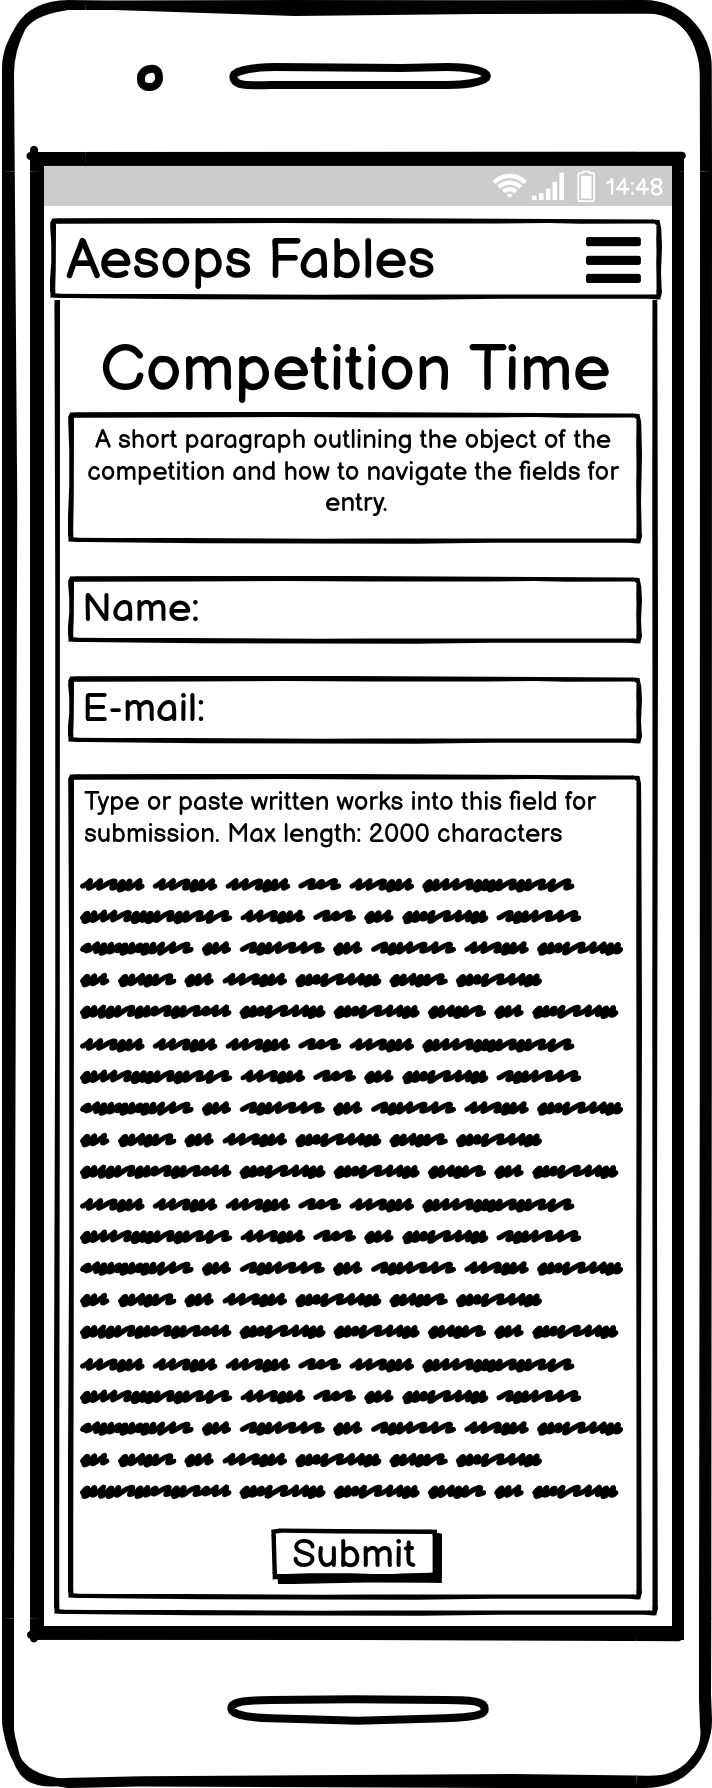 14:48
Aesops Fables
Competition Time
A short paragraph outlining the object of the
competition and how to navigate the fields for
entry.
Name:
E-mail:
Type or paste written works into this field for
submission. Max length: 2000 characters
Submit